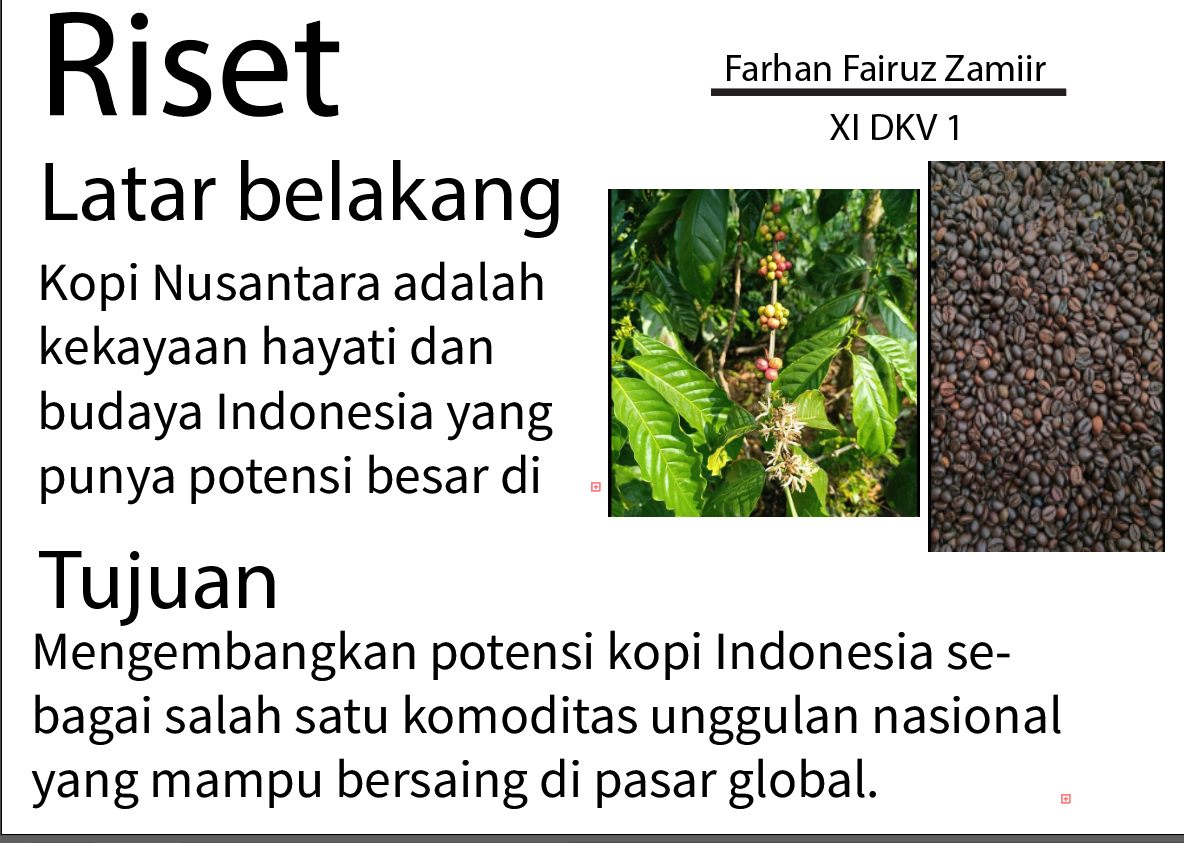 Riset
Farhan Fairuz Zamiir
XI DKV 1
Latar belakang
Kopi Nusantara adalah
kekayaan hayati dan
budaya Indonesia yang
punya potensi besar di
Tujuan
Mengembangkan potensi kopi Indonesia se-
bagai salah satu komoditas unggulan nasional
yang mampu bersaing di pasar global.